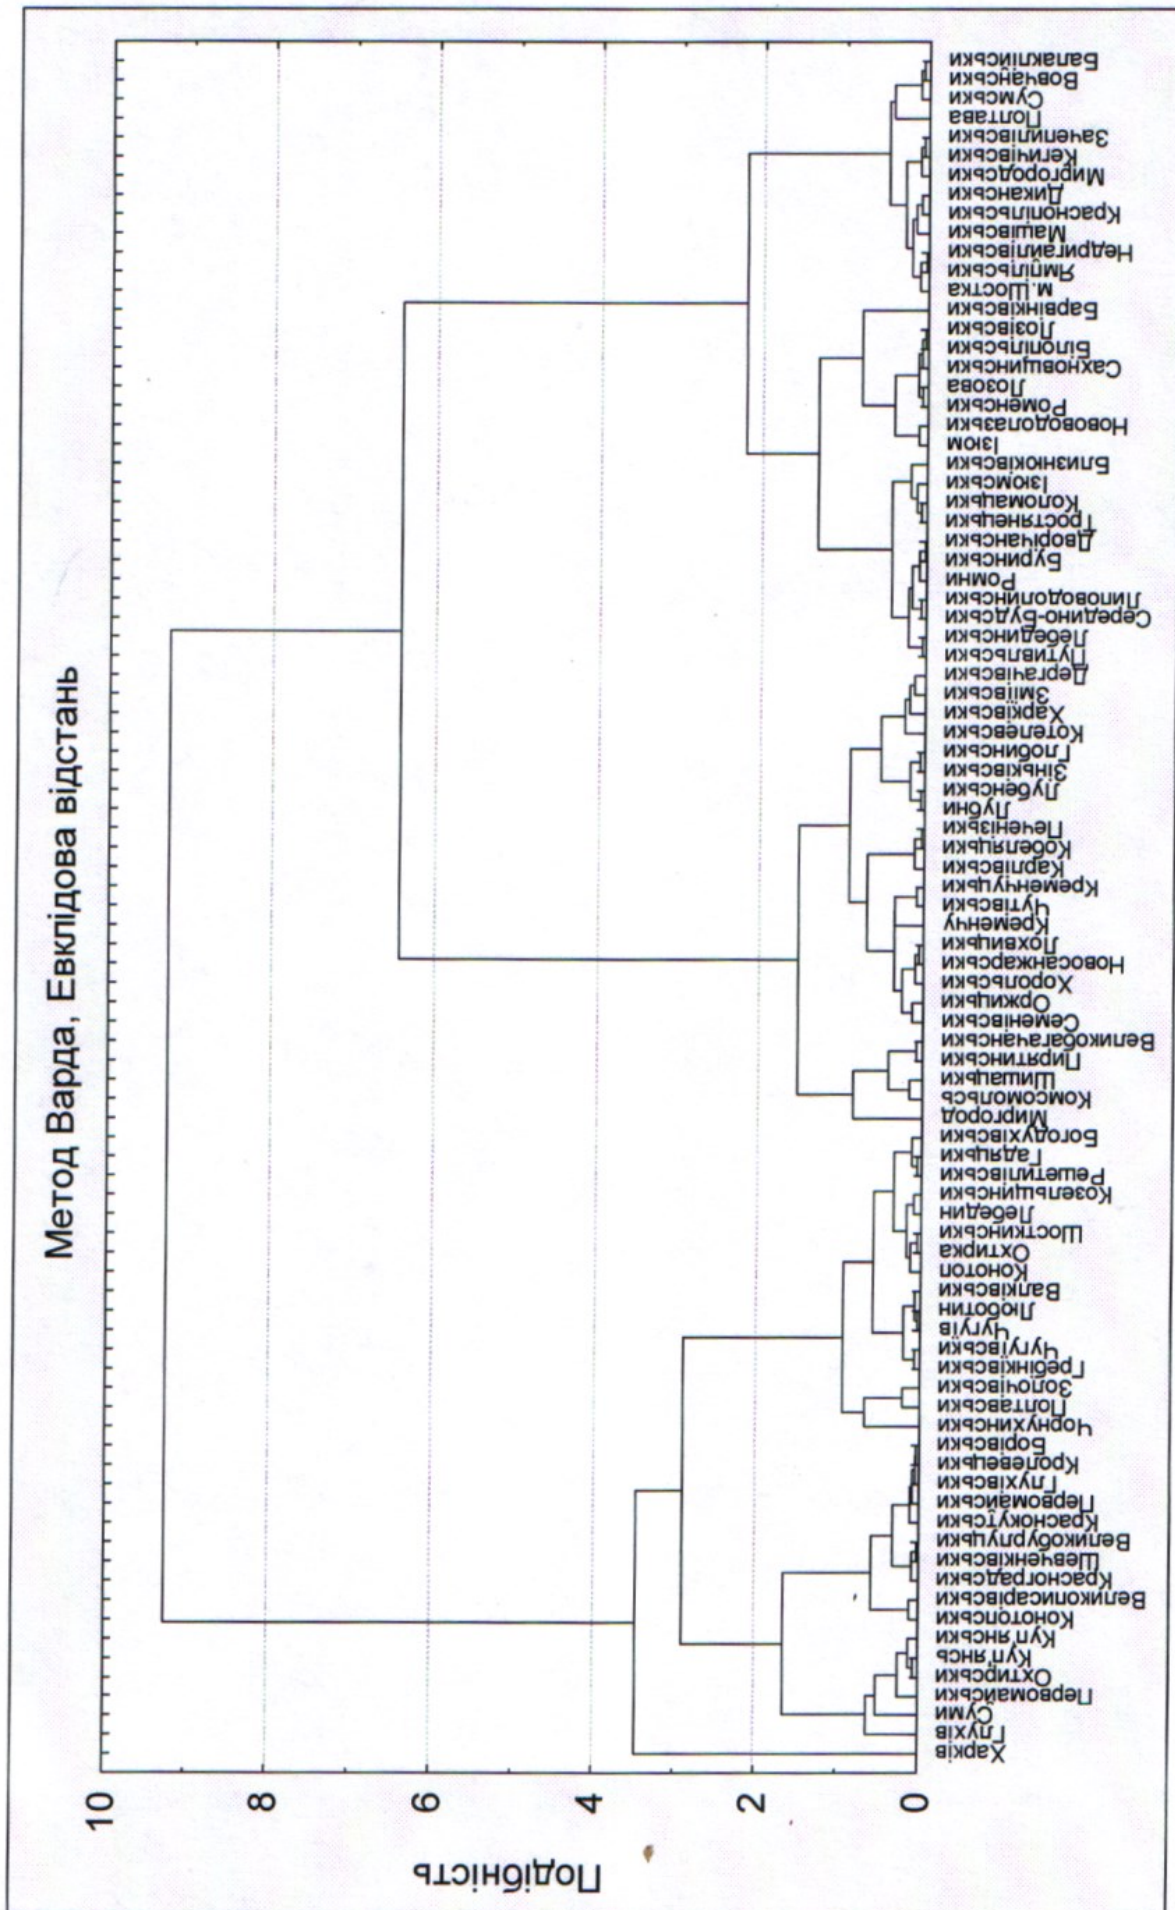 Метод Варда, Евклідова відстань
Подібність
10
8
6
4
2
0
Харків
Глухів
Суми
Первомайськи
Охтирськи
Куп'янсь
Куп'янськи
Конотопськи
Великописарівськи
Красноградськи
Шевченківськи
Великобурлуцьки
Краснокутськи
Первомайськи
Глухівськи
Кролевецьки
Борівськи
Чорнухинськи
Полтавськи
Золочівськи
Гребінківськи
Чугуївськи
Чугуїв
Люботин
Валківськи
Конотоп
Охтирка
Шосткинськи
Лебедин
Козельщинськи
Решетилівськи
Гадяцьки
Богодухівськи
Миргород
Комсомольсь
Шишацьки
Пирятинськи
Великобагачанськи
Семенівськи
Оржицьки
Хорольськи
Новосанжарськи
Лохвицьки
Кременчу
Чутівськи
Кременчуцьки
Карлівськи
Кобеляцьки
Печенізьки
Лубни
Лубенськи
Зіньківськи
Глобинськи
Котелевськи
Харківськи
Зміївськи
Дергачівськи
Путивльськи
Лебединськи
Середино-Будськи
Липоводолинськи
Ромни
Буринськи
Дворічанськи
Тростянецьки
Коломацьки
Ізюмськи
Близнюківськи
Ізюм
Нововодолазьки
Роменськи
Лозова
Сахновщинськи
Білопільськи
Лозівськи
Барвінківськи
м.Шостка
Ямпільськи
Недригайлівськи
Машівськи
Краснопільськи
Диканськи
Миргородськи
Кегичівськи
Зачепилівськи
Полтава
Сумськи
Вовчанськи
Балаклійськи